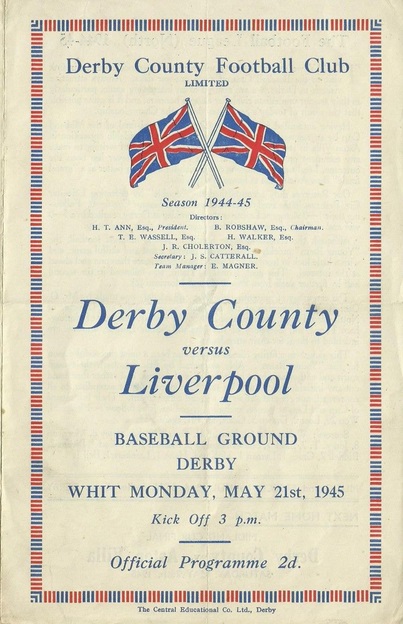 Derby County Football Club
LIMITED
Season 1944-45
Directors:
H. T. ANN, Esq., President. B. ROBSHAW, Esq., Chairman.
T. E. WASSELL, Esq. H. WALKER, Esq.
J. R. CHOLERTON, Esq.
Secretary: J. S. CATTERALL.
Team Manager: E. MAGNER.
Derby County
versus
Liverpool
BASEBALL GROUND
DERBY
WHIT MONDAY, MAY 21st, 1945
Kick Off 3 p.m.
Official Programme 2d.
The Central Educational Co. Ltd., Derby